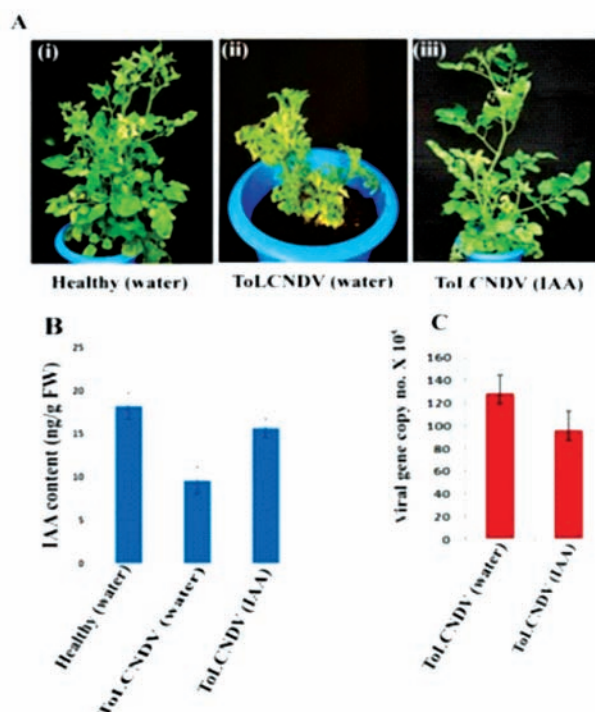 A
(i) (ii) (iii)
Healthy (water) ToLCNDV (water) ToLCNDV (IAA)
B
IAA content (ng/g FW)
25
20
15
10
5
0
Healthy (water)
ToLCNDV (water)
ToLCNDV (IAA)
C
160
140
120
100
80
60
40
20
0
ToLCNDV (water)
ToLCNDV (IAA)
Viral gene copy no. X